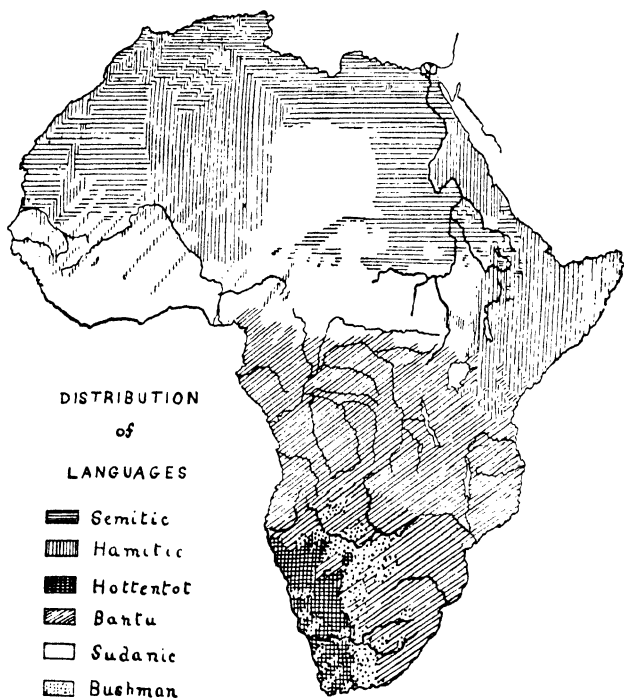 DISTRIBUTION
of
LANGUAGES
Semitic
Hamitic
Hottentot
Bantu
Sudanic
Bushman